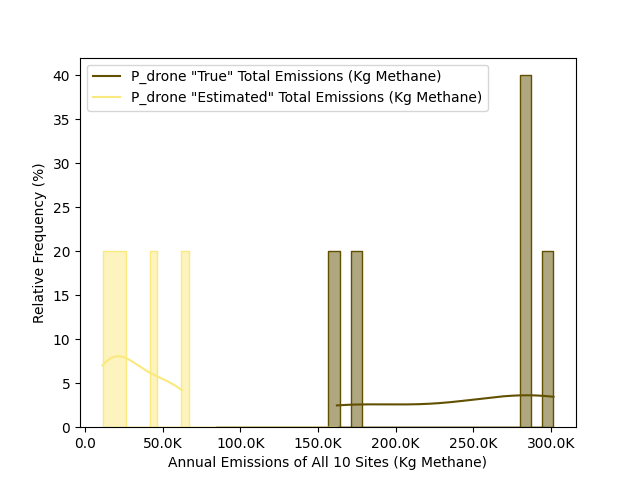 P_drone "True" Total Emissions (Kg Methane)
P_drone "Estimated" Total Emissions (Kg Methane)
40
35
30
25
20
15
10
5
0
Relative Frequency (%)
0.0 50.0K 100.0K 150.0K 200.0K 250.0K 300.0K
Annual Emissions of All 10 Sites (Kg Methane)